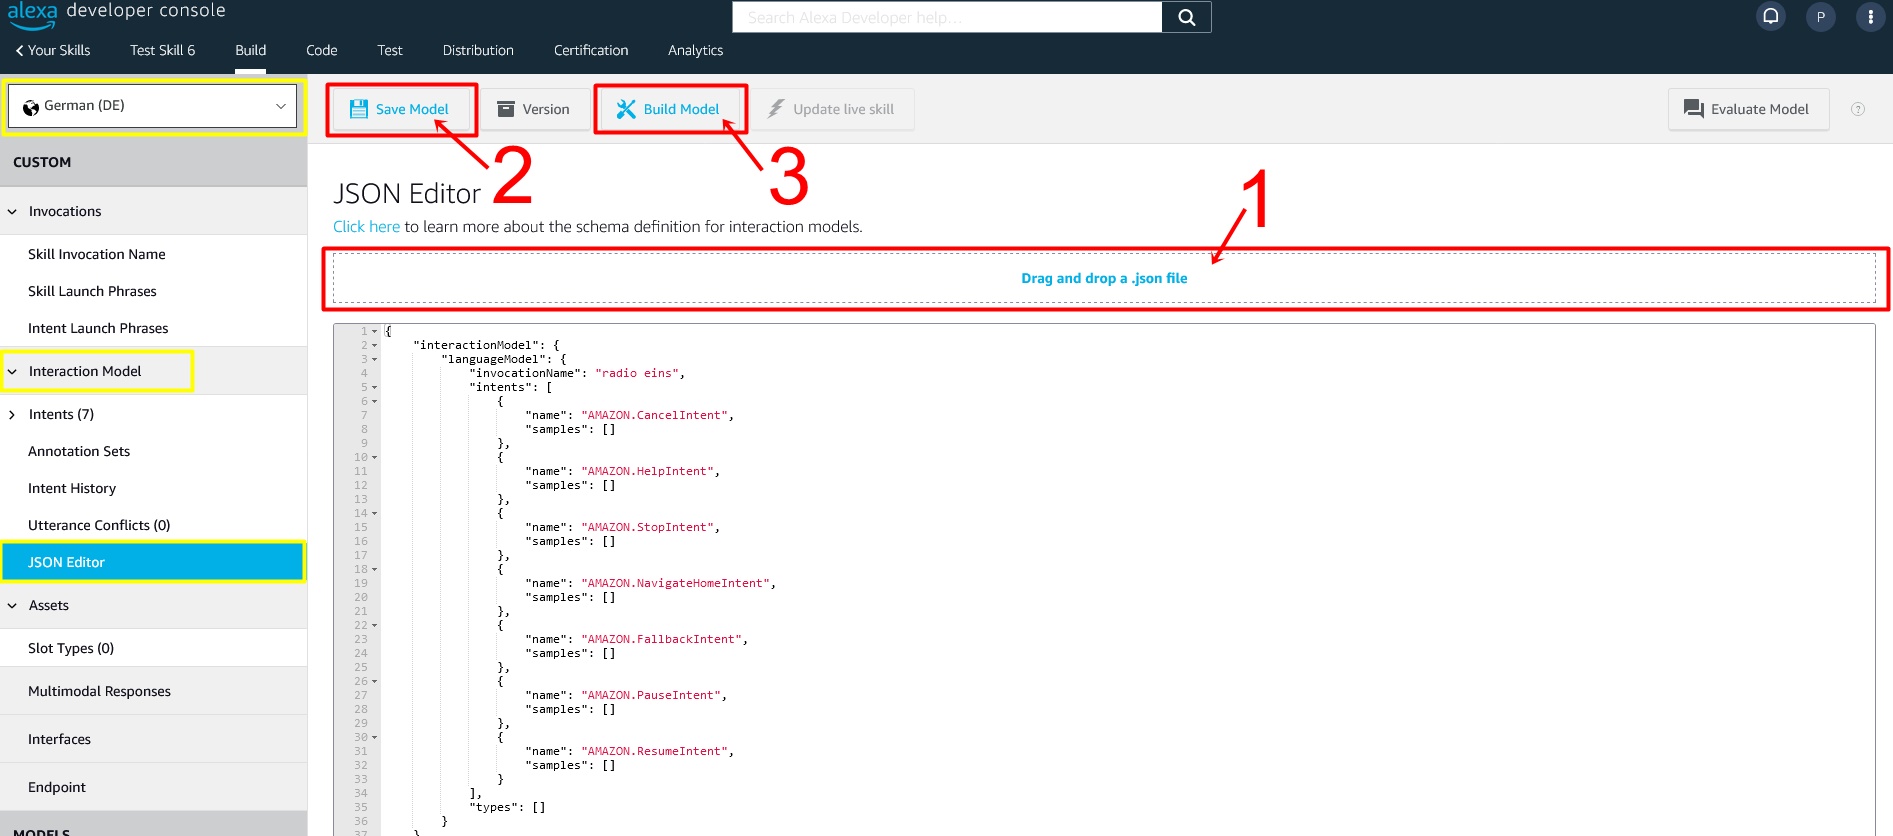 alexa developer console
Search Alexa Developer help...
P
Your Skills
Test Skill 6
Build
Code
Test
Distribution
Certification
Analytics
German (DE)
Save Model
Version
Build Model
Update live skill
Evaluate Model
?
2
3
1
CUSTOM
Invocations
Skill Invocation Name
Skill Launch Phrases
Intent Launch Phrases
Interaction Model
Intents (7)
Annotation Sets
Intent History
Utterance Conflicts (0)
JSON Editor
Assets
Slot Types (0)
Multimodal Responses
Interfaces
Endpoint
MODELS
JSON Editor
Click here to learn more about the schema definition for interaction models.
Drag and drop a .json file
1 {
2 "interactionModel": {
3 "languageModel": {
4 "invocationName": "radio eins",
5 "intents": [
6 {
7 "name": "AMAZON.CancelIntent",
8 "samples": []
9 },
10 {
11 "name": "AMAZON.HelpIntent",
12 "samples": []
13 },
14 {
15 "name": "AMAZON.StopIntent",
16 "samples": []
17 },
18 {
19 "name": "AMAZON.NavigateHomeIntent",
20 "samples": []
21 },
22 {
23 "name": "AMAZON.FallbackIntent",
24 "samples": []
25 },
26 {
27 "name": "AMAZON.PauseIntent",
28 "samples": []
29 },
30 {
31 "name": "AMAZON.ResumeIntent",
32 "samples": []
33 }
34 ],
35 "types": []
36 }
37 }